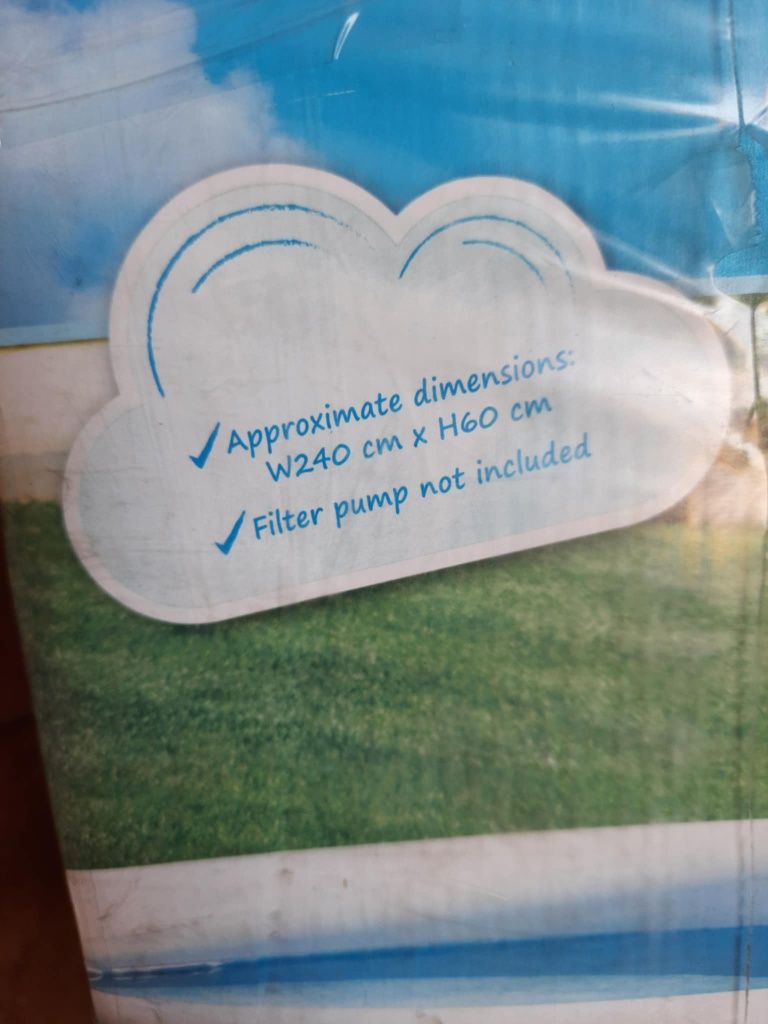 ✓ Approximate dimensions:
W240 cm x H60 cm
✓ Filter pump not included